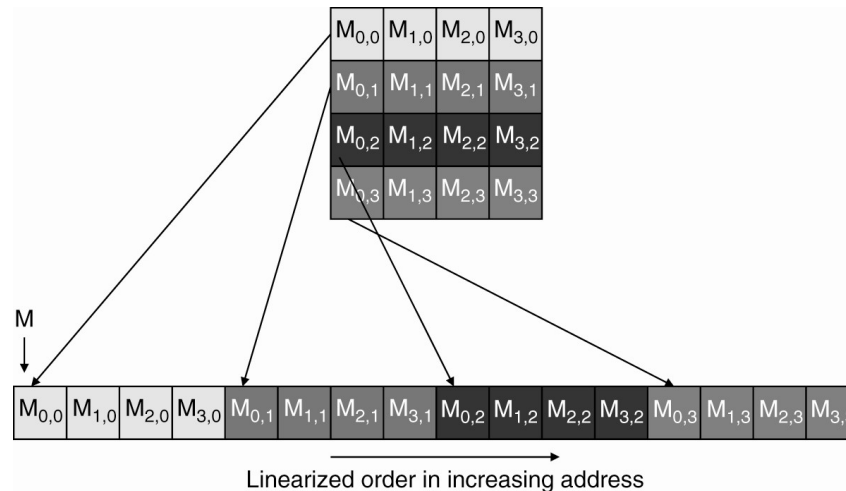 M0,0 M1,0 M2,0 M3,0
M0,1 M1,1 M2,1 M3,1
M0,2 M1,2 M2,2 M3,2
M0,3 M1,3 M2,3 M3,3
M
M0,0 M1,0 M2,0 M3,0 M0,1 M1,1 M2,1 M3,1 M0,2 M1,2 M2,2 M3,2 M0,3 M1,3 M2,3 M3,
Linearized order in increasing address